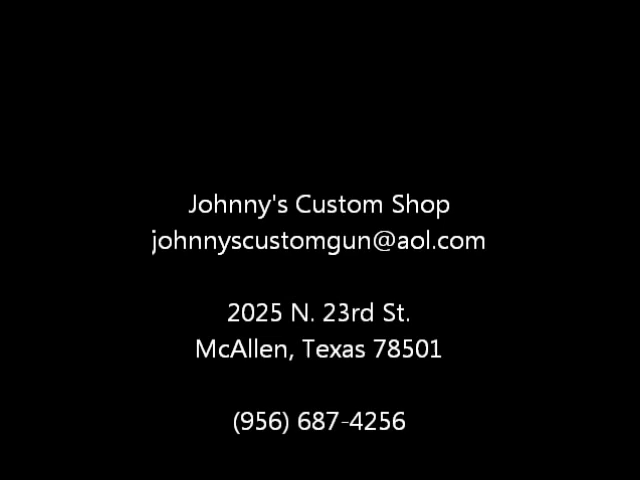 Johnny's Custom Shop
johnnyscustomgun@aol.com
2025 N. 23rd St.
McAllen, Texas 78501
(956) 687-4256